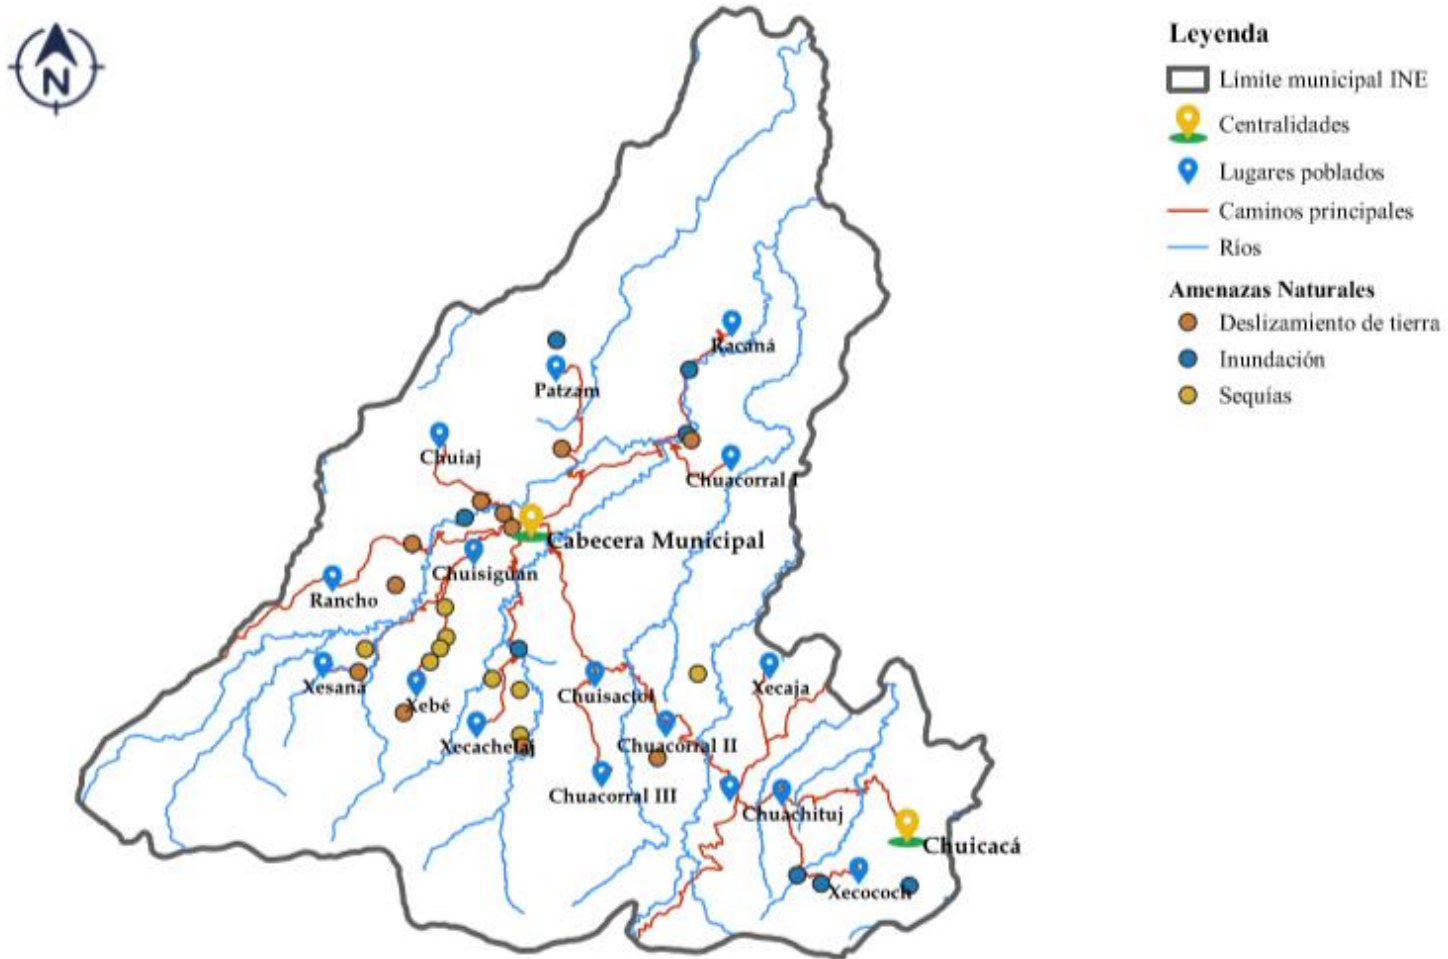 N
Leyenda
Límite municipal INE
Centralidades
Lugares poblados
Caminos principales
Ríos
Amenazas Naturales
Deslizamiento de tierra
Inundación
Sequías
Racaná
Patzam
Chuiaj
Chuacorral I
Cabecera Municipal
Chuisiguan
Rancho
Xesaná
Xebé
Xecachelaj
Chuisactol
Xecaja
Chuacorral II
Chuacorral III
Chuachituj
Chuicacá
Xecococh